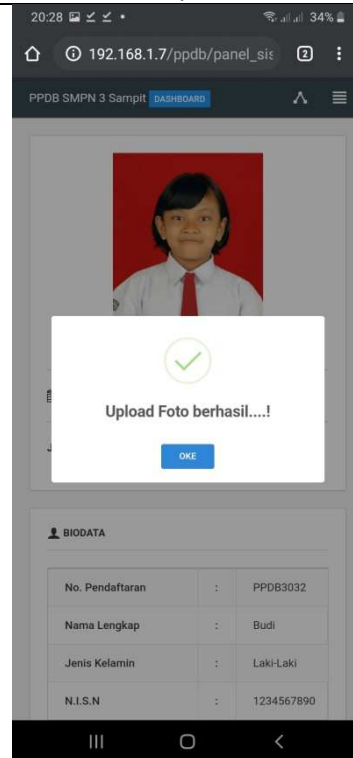 20:28 34%
192.168.1.7/ppdb/panel_sis 2
PPDB SMPN 3 Sampit DASHBOARD
Upload Foto berhasil....!
OKE
BIODATA
No. Pendaftaran : PPDB3032
Nama Lengkap : Budi
Jenis Kelamin : Laki-Laki
N.I.S.N : 1234567890